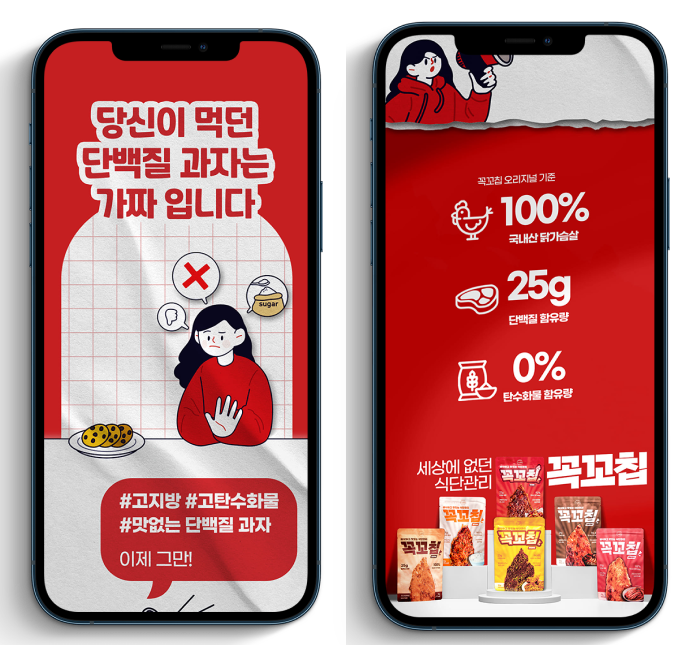 당신이 먹던
단백질 과자는
가짜 입니다
sugar
#고지방 #고탄수화물
#맛없는 단백질 과자
이제 그만!
꼭꼬칩 오리지널 기준
100%
국내산 닭가슴살
25g
단백질 함유량
0%
탄수화물 함유량
세상에 없던
식단관리
꼭꼬칩
꼭꼬칩
꼭꼬칩
꼭꼬칩
꼭꼬칩
꼭꼬칩
꼭꼬칩